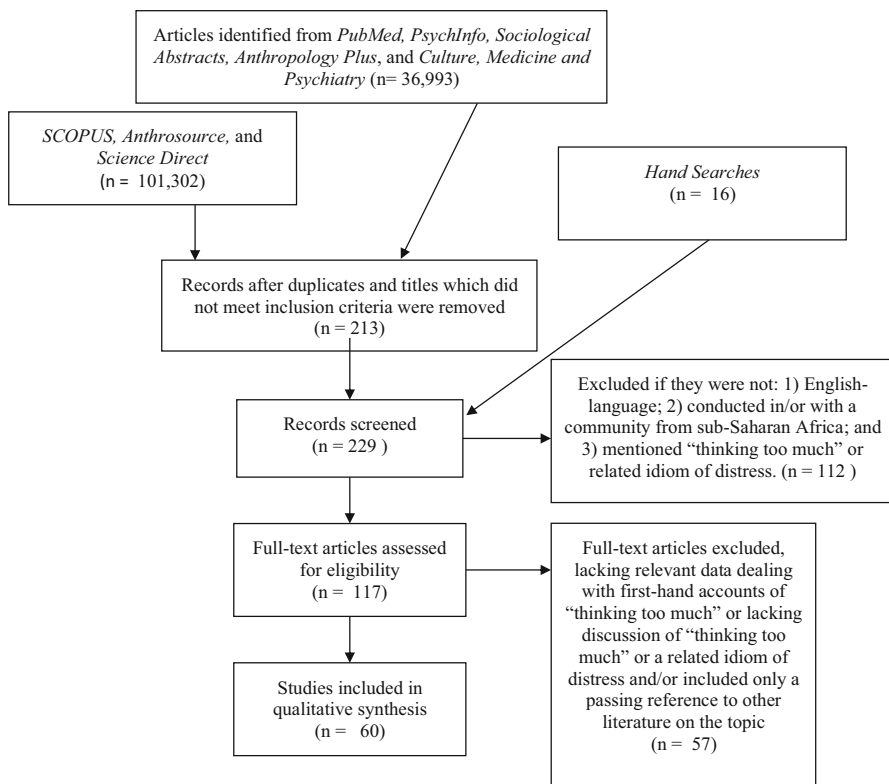 Articles identified from PubMed, PsychInfo, Sociological
Abstracts, Anthropology Plus, and Culture, Medicine and
Psychiatry (n= 36,993)
SCOPUS, Anthrosource, and
Science Direct
(n = 101,302)
Hand Searches
(n = 16)
Records after duplicates and titles which did
not meet inclusion criteria were removed
(n = 213)
Records screened
(n = 229 )
Excluded if they were not: 1) English-
language; 2) conducted in/or with a
community from sub-Saharan Africa; and
3) mentioned “thinking too much” or
related idiom of distress. (n = 112 )
Full-text articles assessed
for eligibility
(n = 117)
Full-text articles excluded,
lacking relevant data dealing
with first-hand accounts of
“thinking too much” or lacking
discussion of “thinking too
much” or a related idiom of
distress and/or included only a
passing reference to other
literature on the topic
(n = 57)
Studies included in
qualitative synthesis
(n = 60)